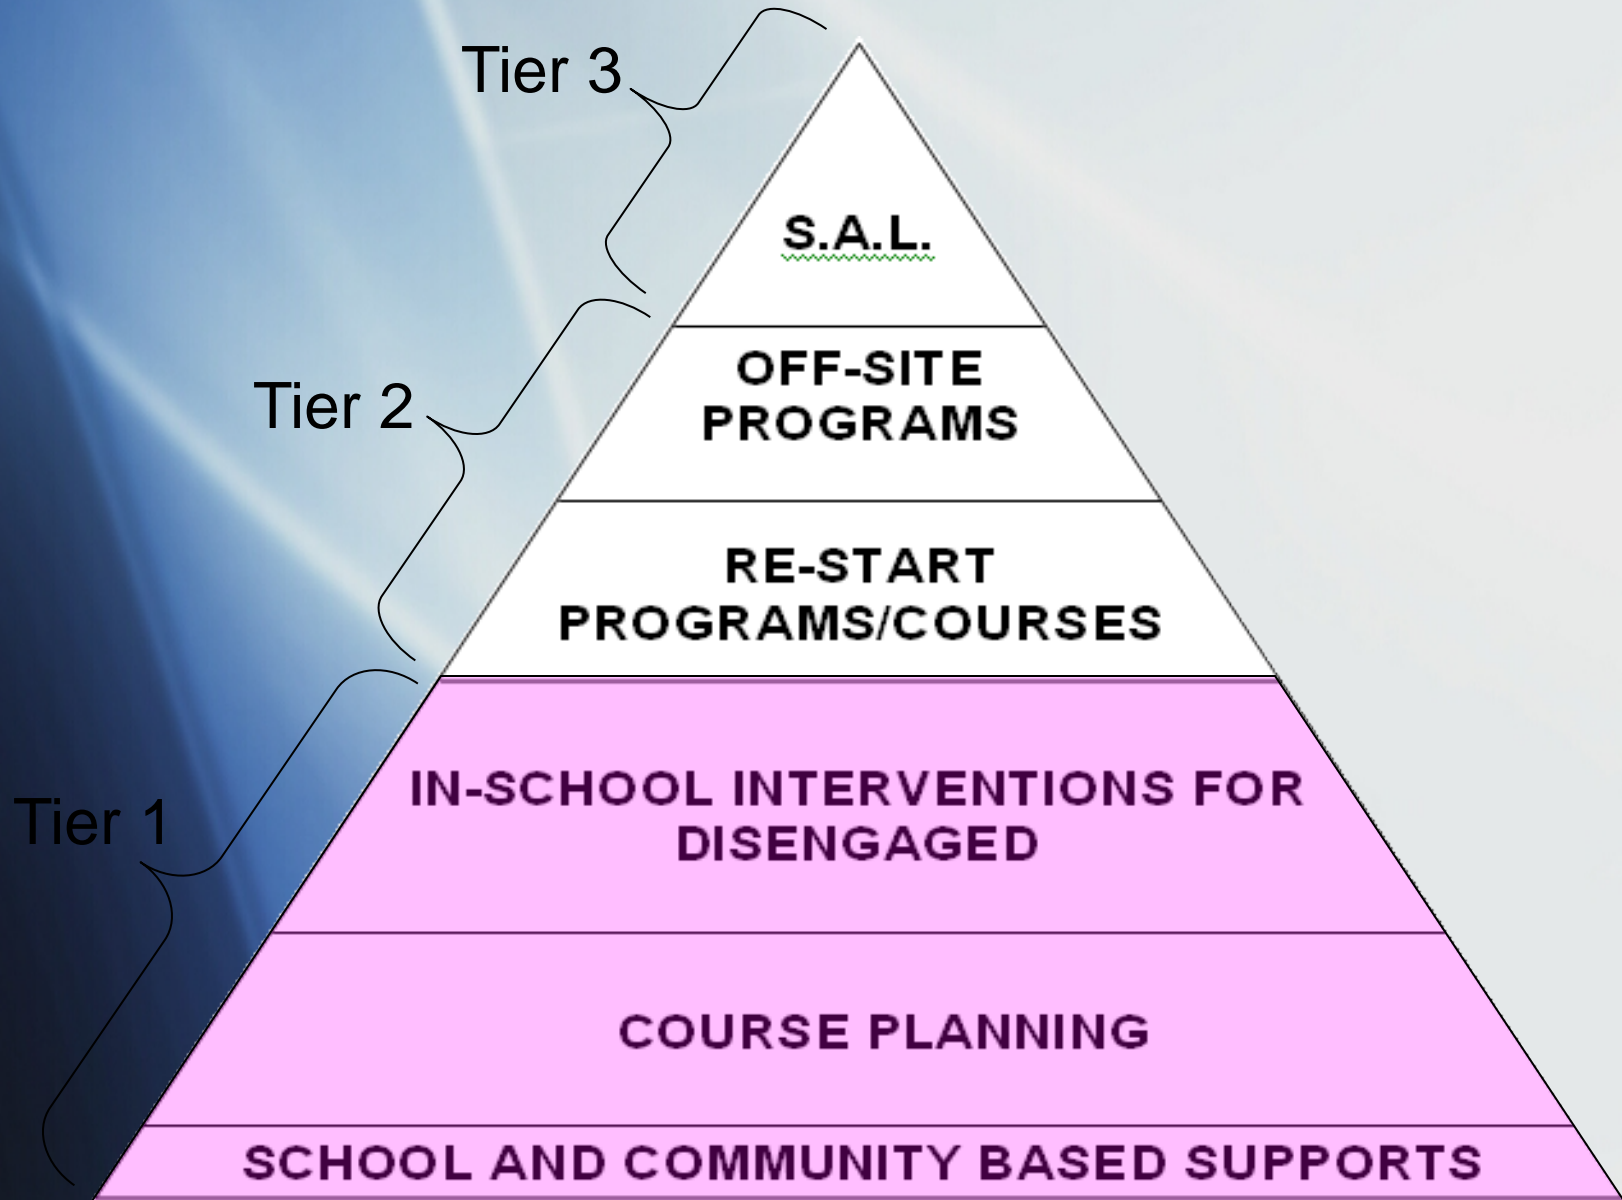 Tier 3
S.A.L.
Tier 2
OFF-SITE
PROGRAMS
RE-START
PROGRAMS/COURSES
Tier 1
IN-SCHOOL INTERVENTIONS FOR
DISENGAGED
COURSE PLANNING
SCHOOL AND COMMUNITY BASED SUPPORTS